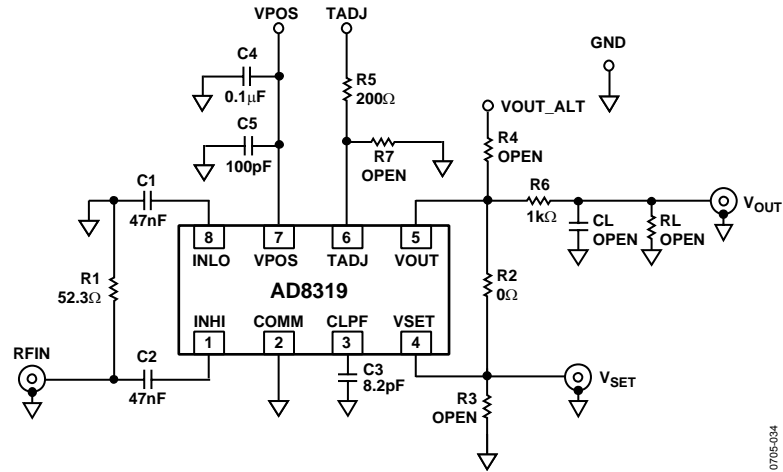 VPOS
TADJ
GND
C4
0.1μF
R5
200Ω
VOUT_ALT
C5
100pF
R7
OPEN
R4
OPEN
C1
47nF
R6
1kΩ
VOUT
CL
OPEN
RL
OPEN
8
7
6
5
INLO
VPOS
TADJ
VOUT
R1
52.3Ω
AD8319
R2
0Ω
INHI
COMM
CLPF
VSET
1
2
3
4
RFIN
C2
47nF
C3
8.2pF
VSET
R3
OPEN
0705-034